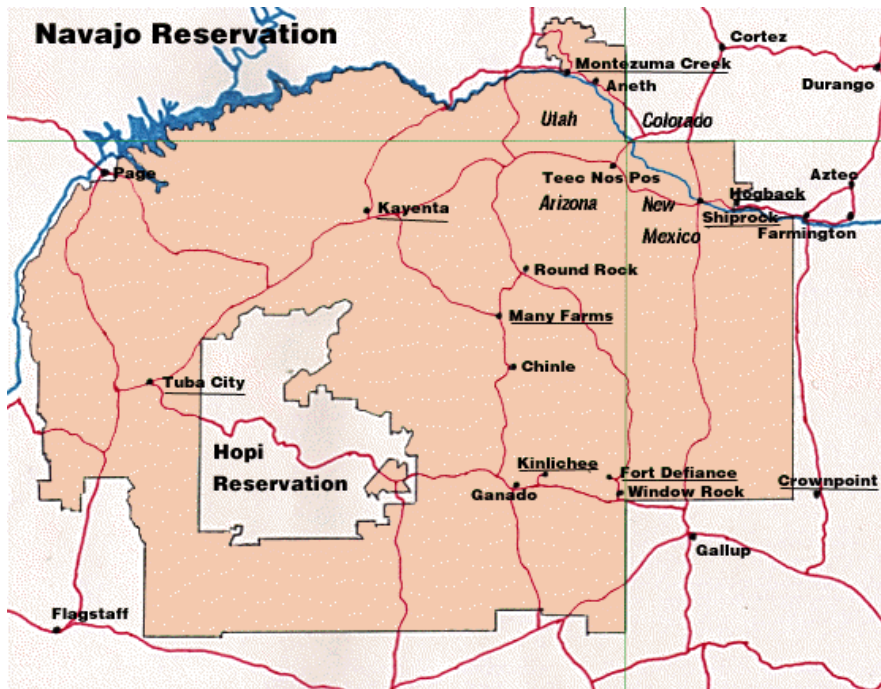 Navajo Reservation
Cortez
Montezuma Creek
Aneth
Durango
Utah
Colorado
Page
Teec Nos Pos
Aztec
Hogback
Kayenta
Arizona
New
Mexico
Shiprock
Farmington
Round Rock
Many Farms
Chinle
Tuba City
Hopi
Reservation
Kinlichee
Fort Defiance
Ganado
Window Rock
Crownpoint
Gallup
Flagstaff